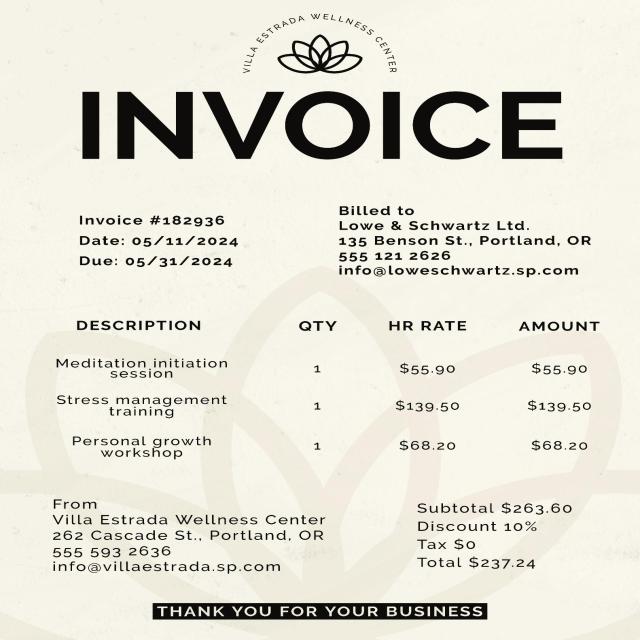 VILLA ESTRADA WELLNESS CENTER
INVOICE
Invoice #182936
Date: 05/11/2024
Due: 05/31/2024
Billed to
Lowe & Schwartz Ltd.
135 Benson St., Portland, OR
555 121 2626
info@loweschwartz.sp.com
DESCRIPTION QTY HR RATE AMOUNT
Meditation initiation
session 1 $55.90 $55.90
Stress management
training 1 $139.50 $139.50
Personal growth
workshop 1 $68.20 $68.20
From
Villa Estrada Wellness Center
262 Cascade St., Portland, OR
555 593 2636
info@villaestrada.sp.com
Subtotal $263.60
Discount 10%
Tax $0
Total $237.24
THANK YOU FOR YOUR BUSINESS